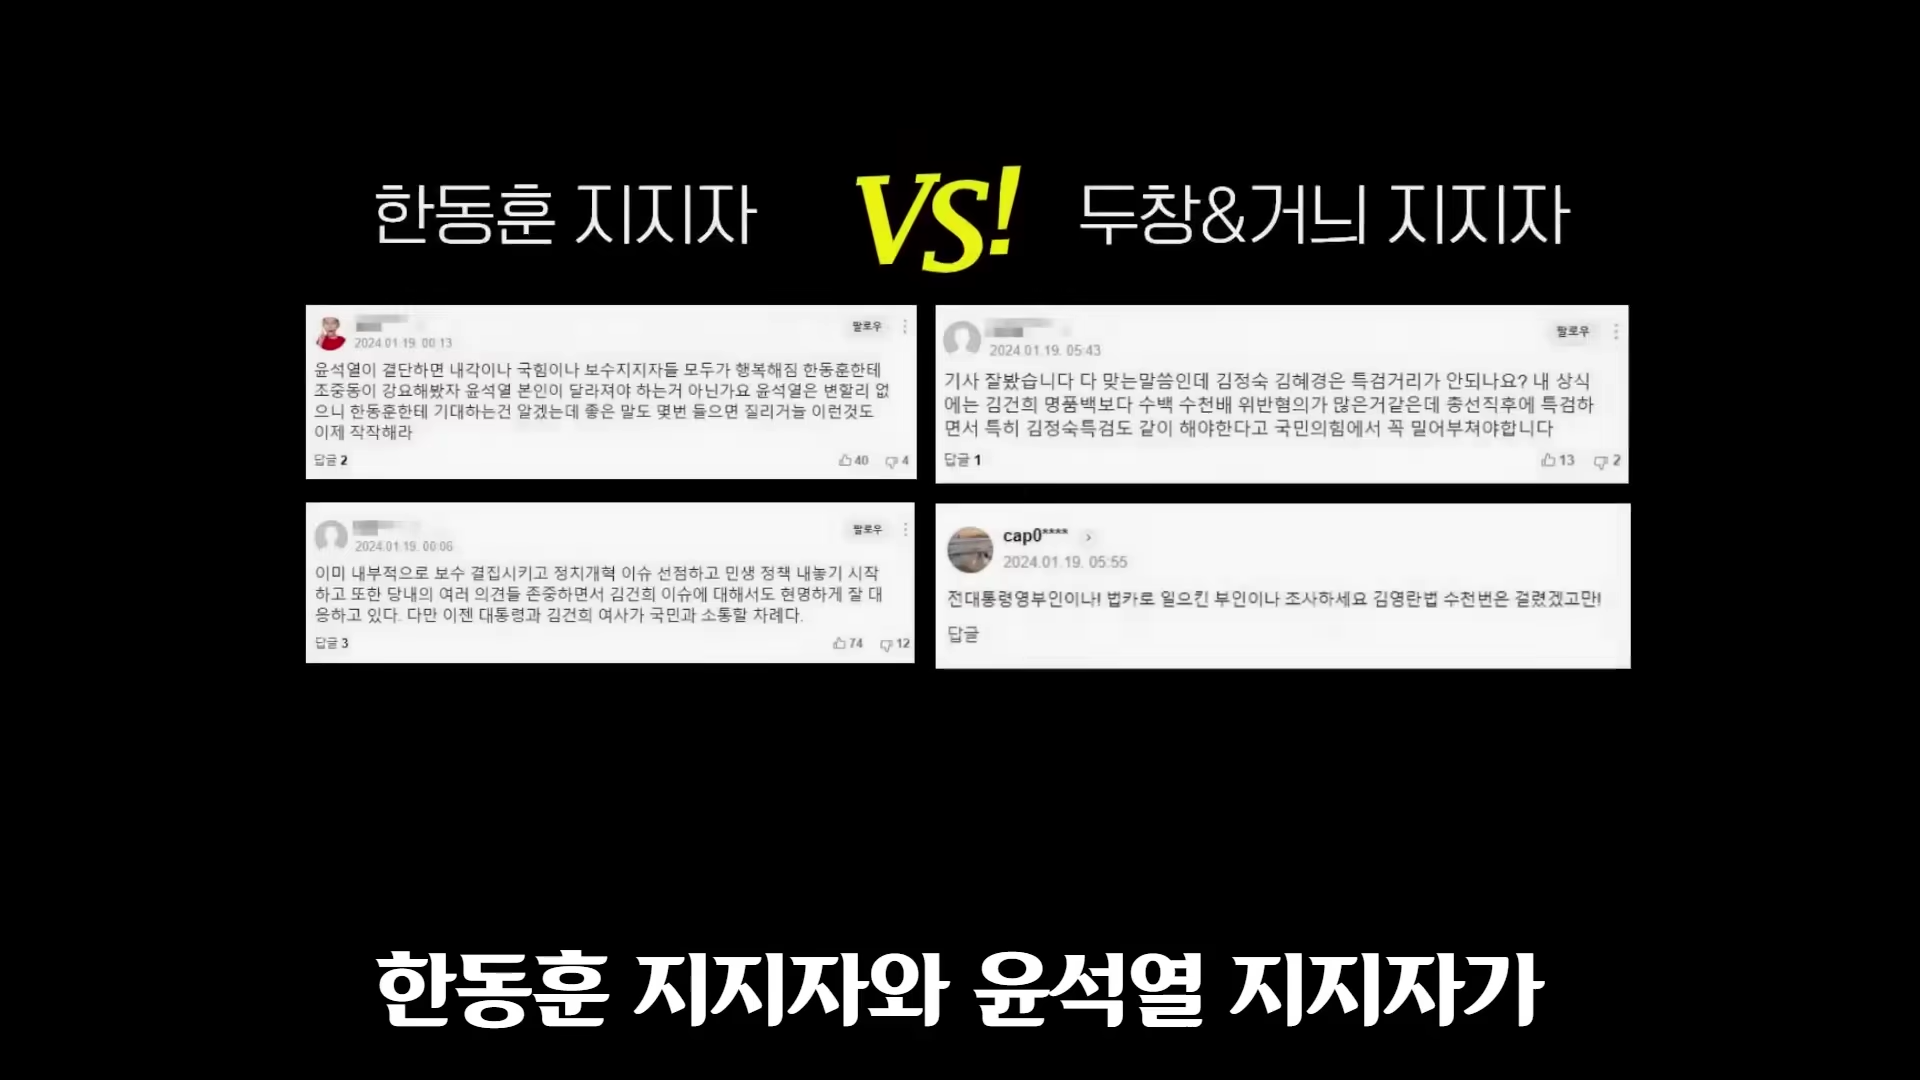 한동훈 지지자 VS! 두창&거늬 지지자
팔로우
2024.01.19. 00:13
윤석열이 결단하면 내각이나 국힘이나 보수지지자들 모두가 행복해짐 한동훈한테
조중동이 강요해봤자 윤석열 본인이 달라져야 하는거 아닌가요 윤석열은 변할리 없
으니 한동훈한테 기대하는건 알겠는데 좋은 말도 몇번 들으면 질리거늘 이런것도
이제 작작해라
답글 2
40 4
팔로우
2024.01.19. 00:06
이미 내부적으로 보수 결집시키고 정치개혁 이슈 선점하고 민생 정책 내놓기 시작
하고 또한 당내의 여러 의견들 존중하면서 김건희 이슈에 대해서도 현명하게 잘 대
응하고 있다. 다만 이젠 대통령과 김건희 여사가 국민과 소통할 차례다.
답글 3
74 12
팔로우
2024.01.19. 05:43
기사 잘봤습니다 다 맞는말씀인데 김정숙 김혜경은 특검거리가 안되나요? 내 상식
에는 김건희 명품백보다 수백 수천배 위반혐의가 많은거같은데 총선직후에 특검하
면서 특히 김정숙특검도 같이 해야한다고 국민의힘에서 꼭 밀어부쳐야합니다
답글 1
13 2
cap0****
2024.01.19. 05:55
전대통령영부인이나! 법카로 일으킨 부인이나 조사하세요 김영란법 수천번은 걸렸겠고만!
답글
한동훈 지지자와 윤석열 지지자가